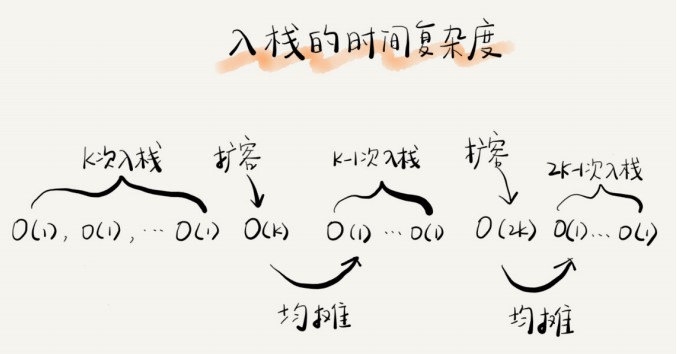 入栈的时间复杂度
K次入栈 扩容 K-1次入栈 扩容 2K-1次入栈
O(1), O(1), ... O(1) O(K) O(1) ... O(1) O(2K) O(1) ... O(1)
均摊 均摊